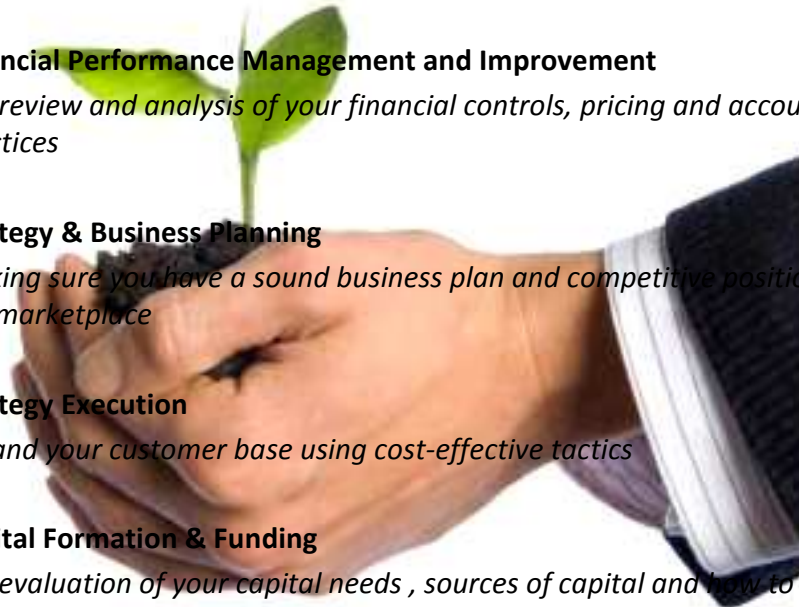 ncial Performance Management and Improvement
review and analysis of your financial controls, pricing and accou
tices
tegy & Business Planning
king sure you have a sound business plan and competitive positio
marketplace
tegy Execution
and your customer base using cost-effective tactics
ital Formation & Funding
evaluation of your capital needs , sources of capital and how to